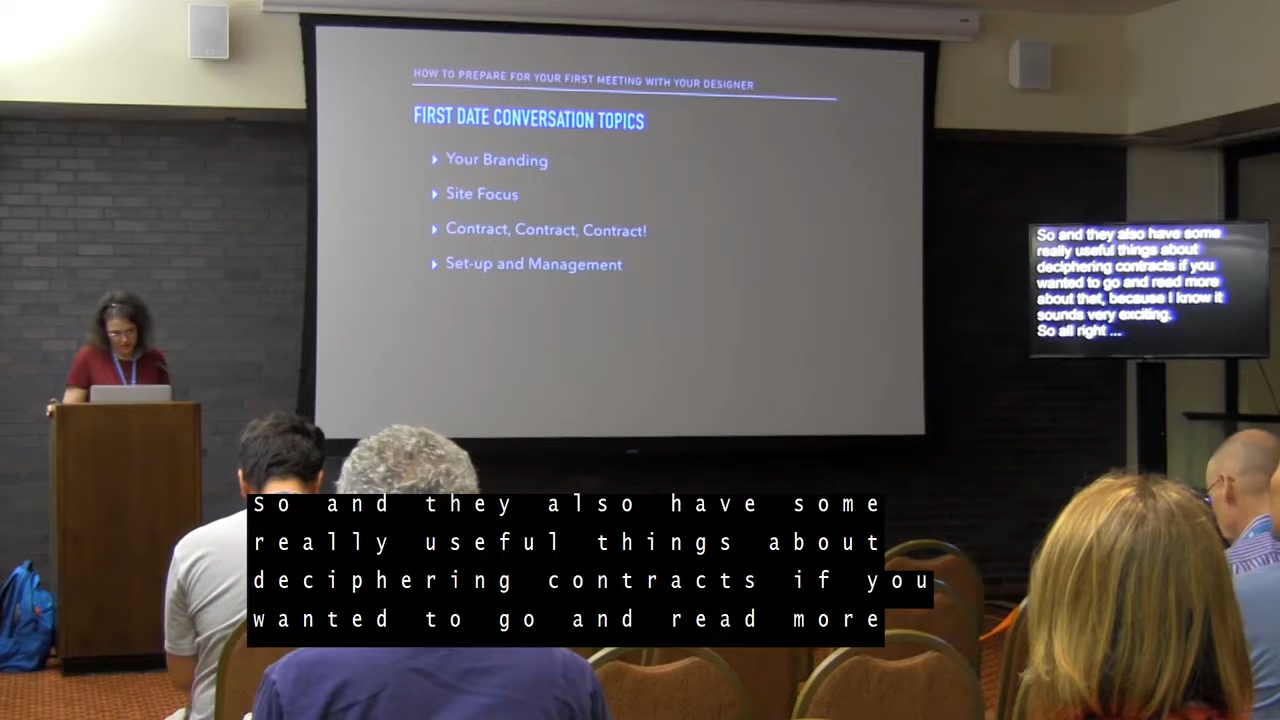 HOW TO PREPARE FOR YOUR FIRST MEETING WITH YOUR DESIGNER
FIRST DATE CONVERSATION TOPICS
Your Branding
Site Focus
Contract, Contract, Contract!
Set-up and Management
So and they also have some
really useful things about
deciphering contracts if you
wanted to go and read more
about that, because I know it
sounds very exciting.
So all right ...
So and they also have some
really useful things about
deciphering contracts if you
wanted to go and read more